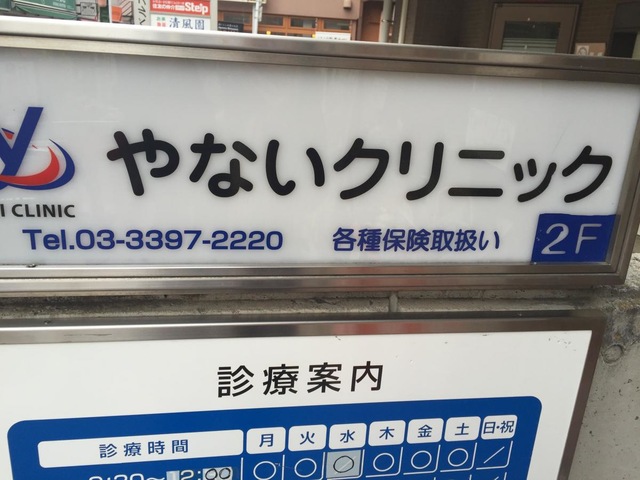 Step
清風園
やないクリニック
I CLINIC
Tel.03-3397-2220 各種保険取扱い 2F
診療案内
診療時間 月 火 水 木 金 土 日・祝
○ ○ ○ ○ ○ ○ ／